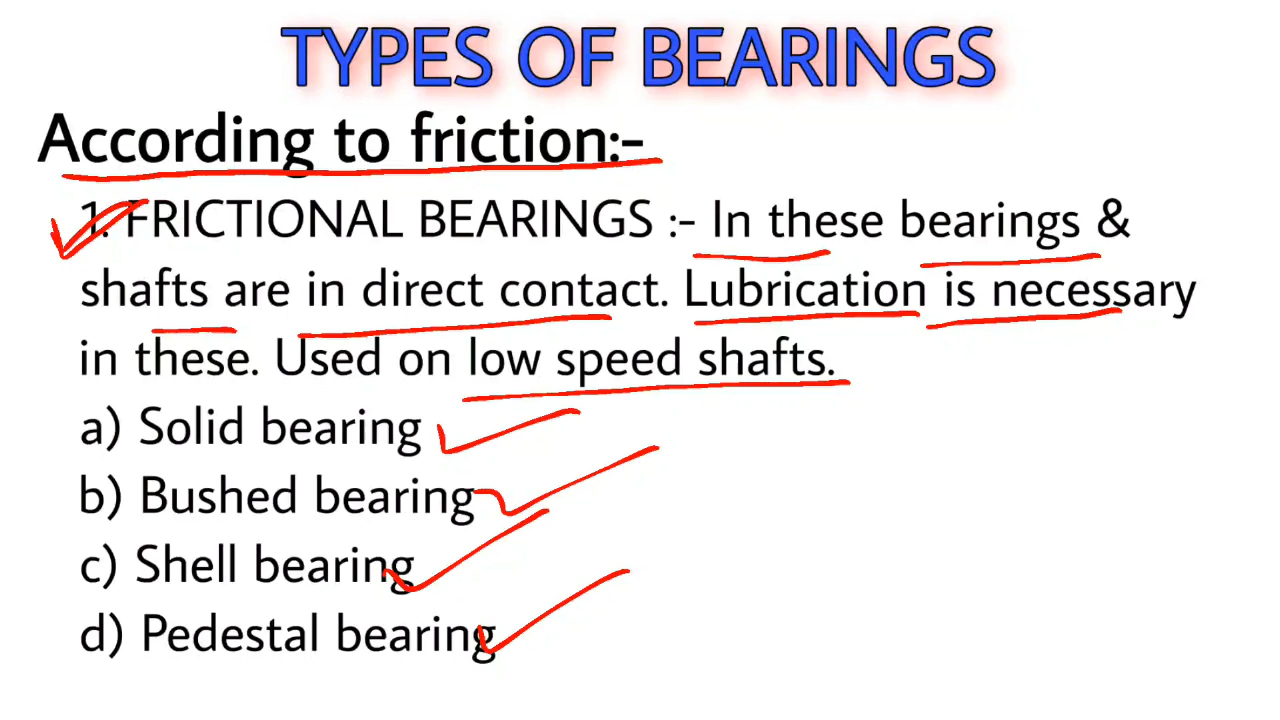 TYPES OF BEARINGS
According to friction:-
1. FRICTIONAL BEARINGS :- In these bearings &
shafts are in direct contact. Lubrication is necessary
in these. Used on low speed shafts.
a) Solid bearing
b) Bushed bearing
c) Shell bearing
d) Pedestal bearing